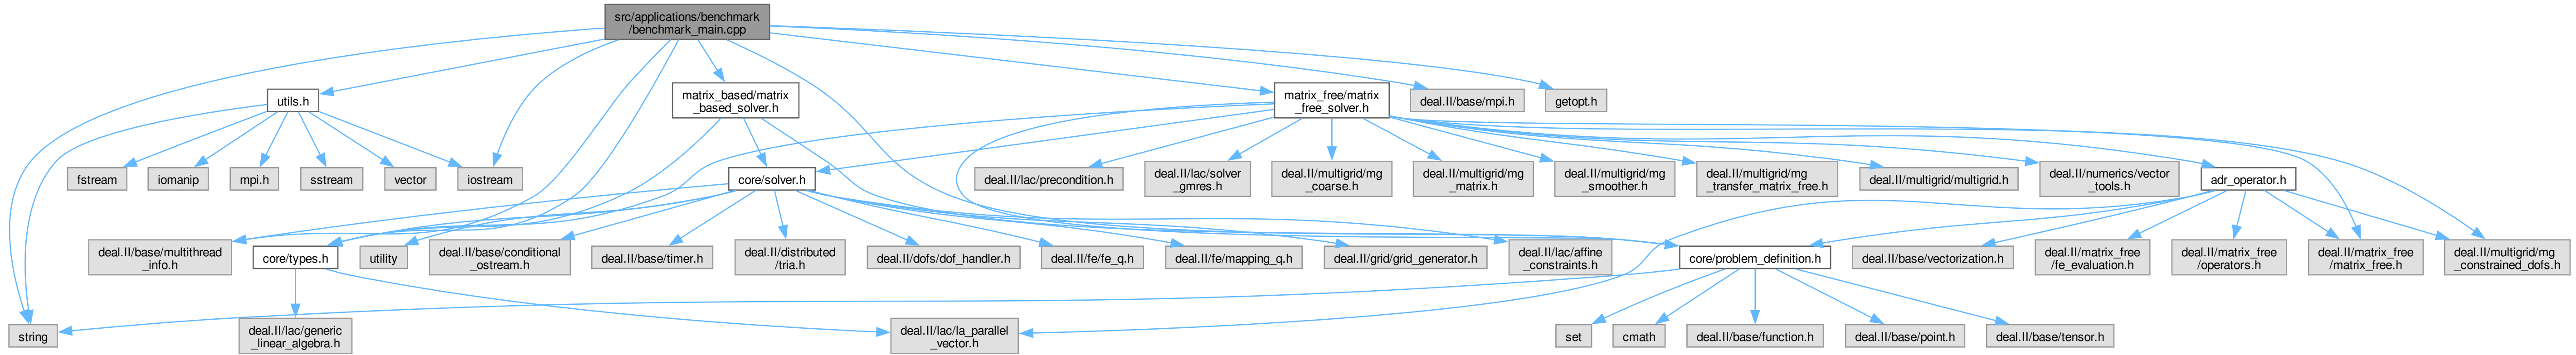 src/applications/benchmark
/benchmark_main.cpp
utils.h
matrix_based/matrix
_based_solver.h
matrix_free/matrix
_free_solver.h
deal.II/base/mpi.h
getopt.h
fstream
iomanip
mpi.h
sstream
vector
iostream
core/solver.h
deal.II/lac/precondition.h
deal.II/lac/solver
_gmres.h
deal.II/multigrid/mg
_coarse.h
deal.II/multigrid/mg
_matrix.h
deal.II/multigrid/mg
_smoother.h
deal.II/multigrid/mg
_transfer_matrix_free.h
deal.II/multigrid/multigrid.h
deal.II/numerics/vector
_tools.h
adr_operator.h
deal.II/base/multithread
_info.h
core/types.h
utility
deal.II/base/conditional
_ostream.h
deal.II/base/timer.h
deal.II/distributed
/tria.h
deal.II/dofs/dof_handler.h
deal.II/fe/fe_q.h
deal.II/fe/mapping_q.h
deal.II/grid/grid_generator.h
deal.II/lac/affine
_constraints.h
core/problem_definition.h
deal.II/base/vectorization.h
deal.II/matrix_free
/fe_evaluation.h
deal.II/matrix_free
/operators.h
deal.II/matrix_free
/matrix_free.h
deal.II/multigrid/mg
_constrained_dofs.h
string
deal.II/lac/generic
_linear_algebra.h
deal.II/lac/la_parallel
_vector.h
set
cmath
deal.II/base/function.h
deal.II/base/point.h
deal.II/base/tensor.h